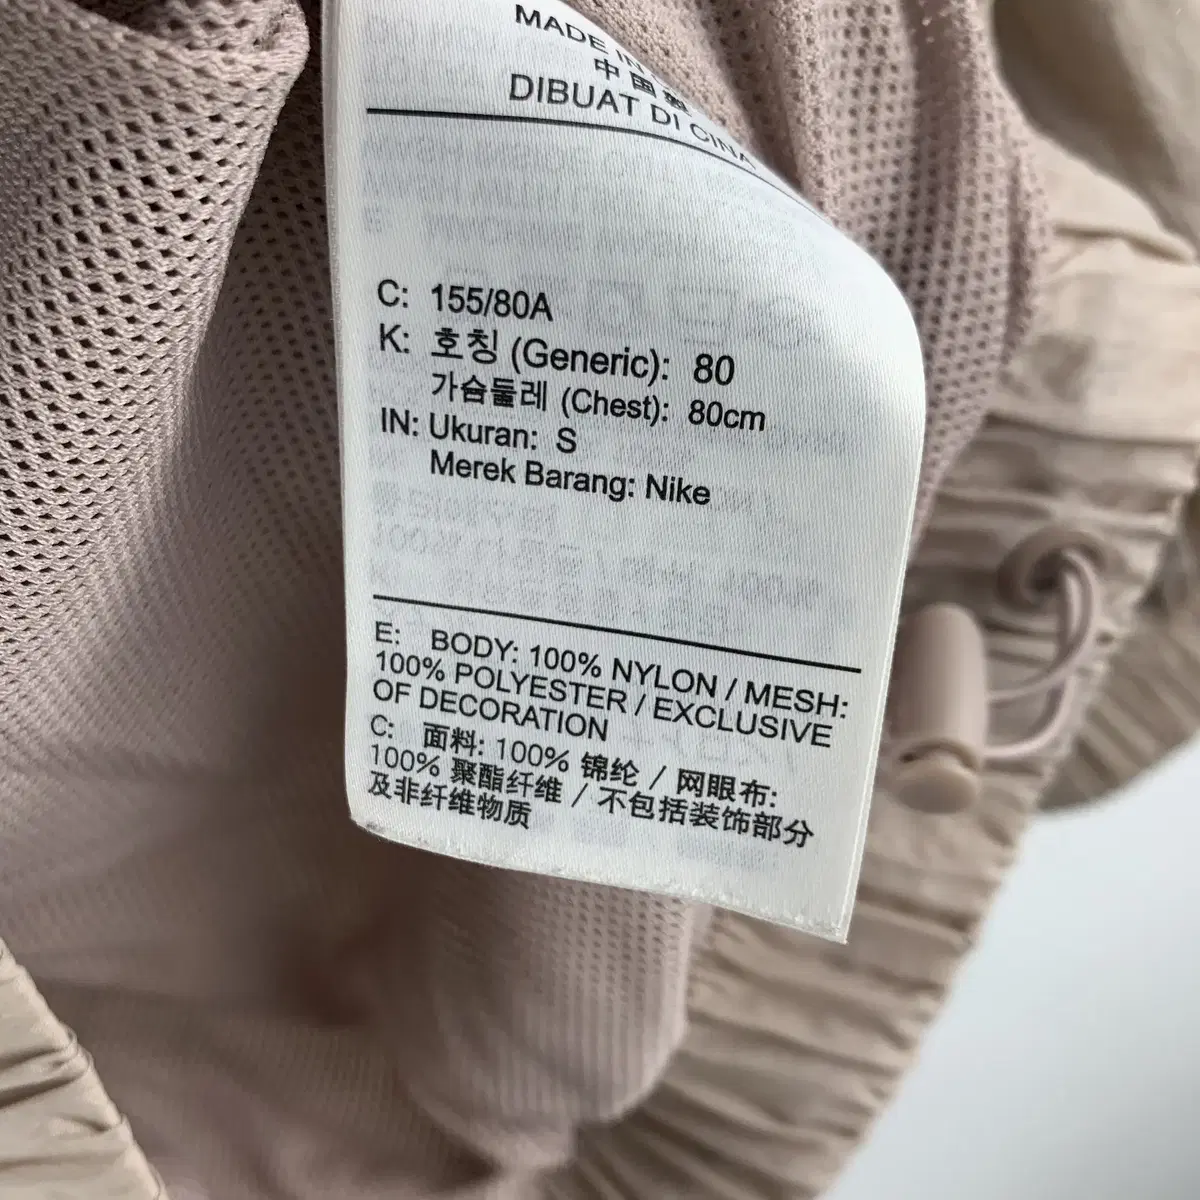 MADE IN
中国製
DIBUAT DI CINA
C: 155/80A
K: 호칭 (Generic): 80
가슴둘레 (Chest): 80cm
IN: Ukuran: S
Merek Barang: Nike
E: BODY: 100% NYLON / MESH:
100% POLYESTER / EXCLUSIVE
OF DECORATION
C: 面料: 100% 锦纶 / 网眼布:
100% 聚酯纤维 / 不包括装饰部分
及非纤维物质